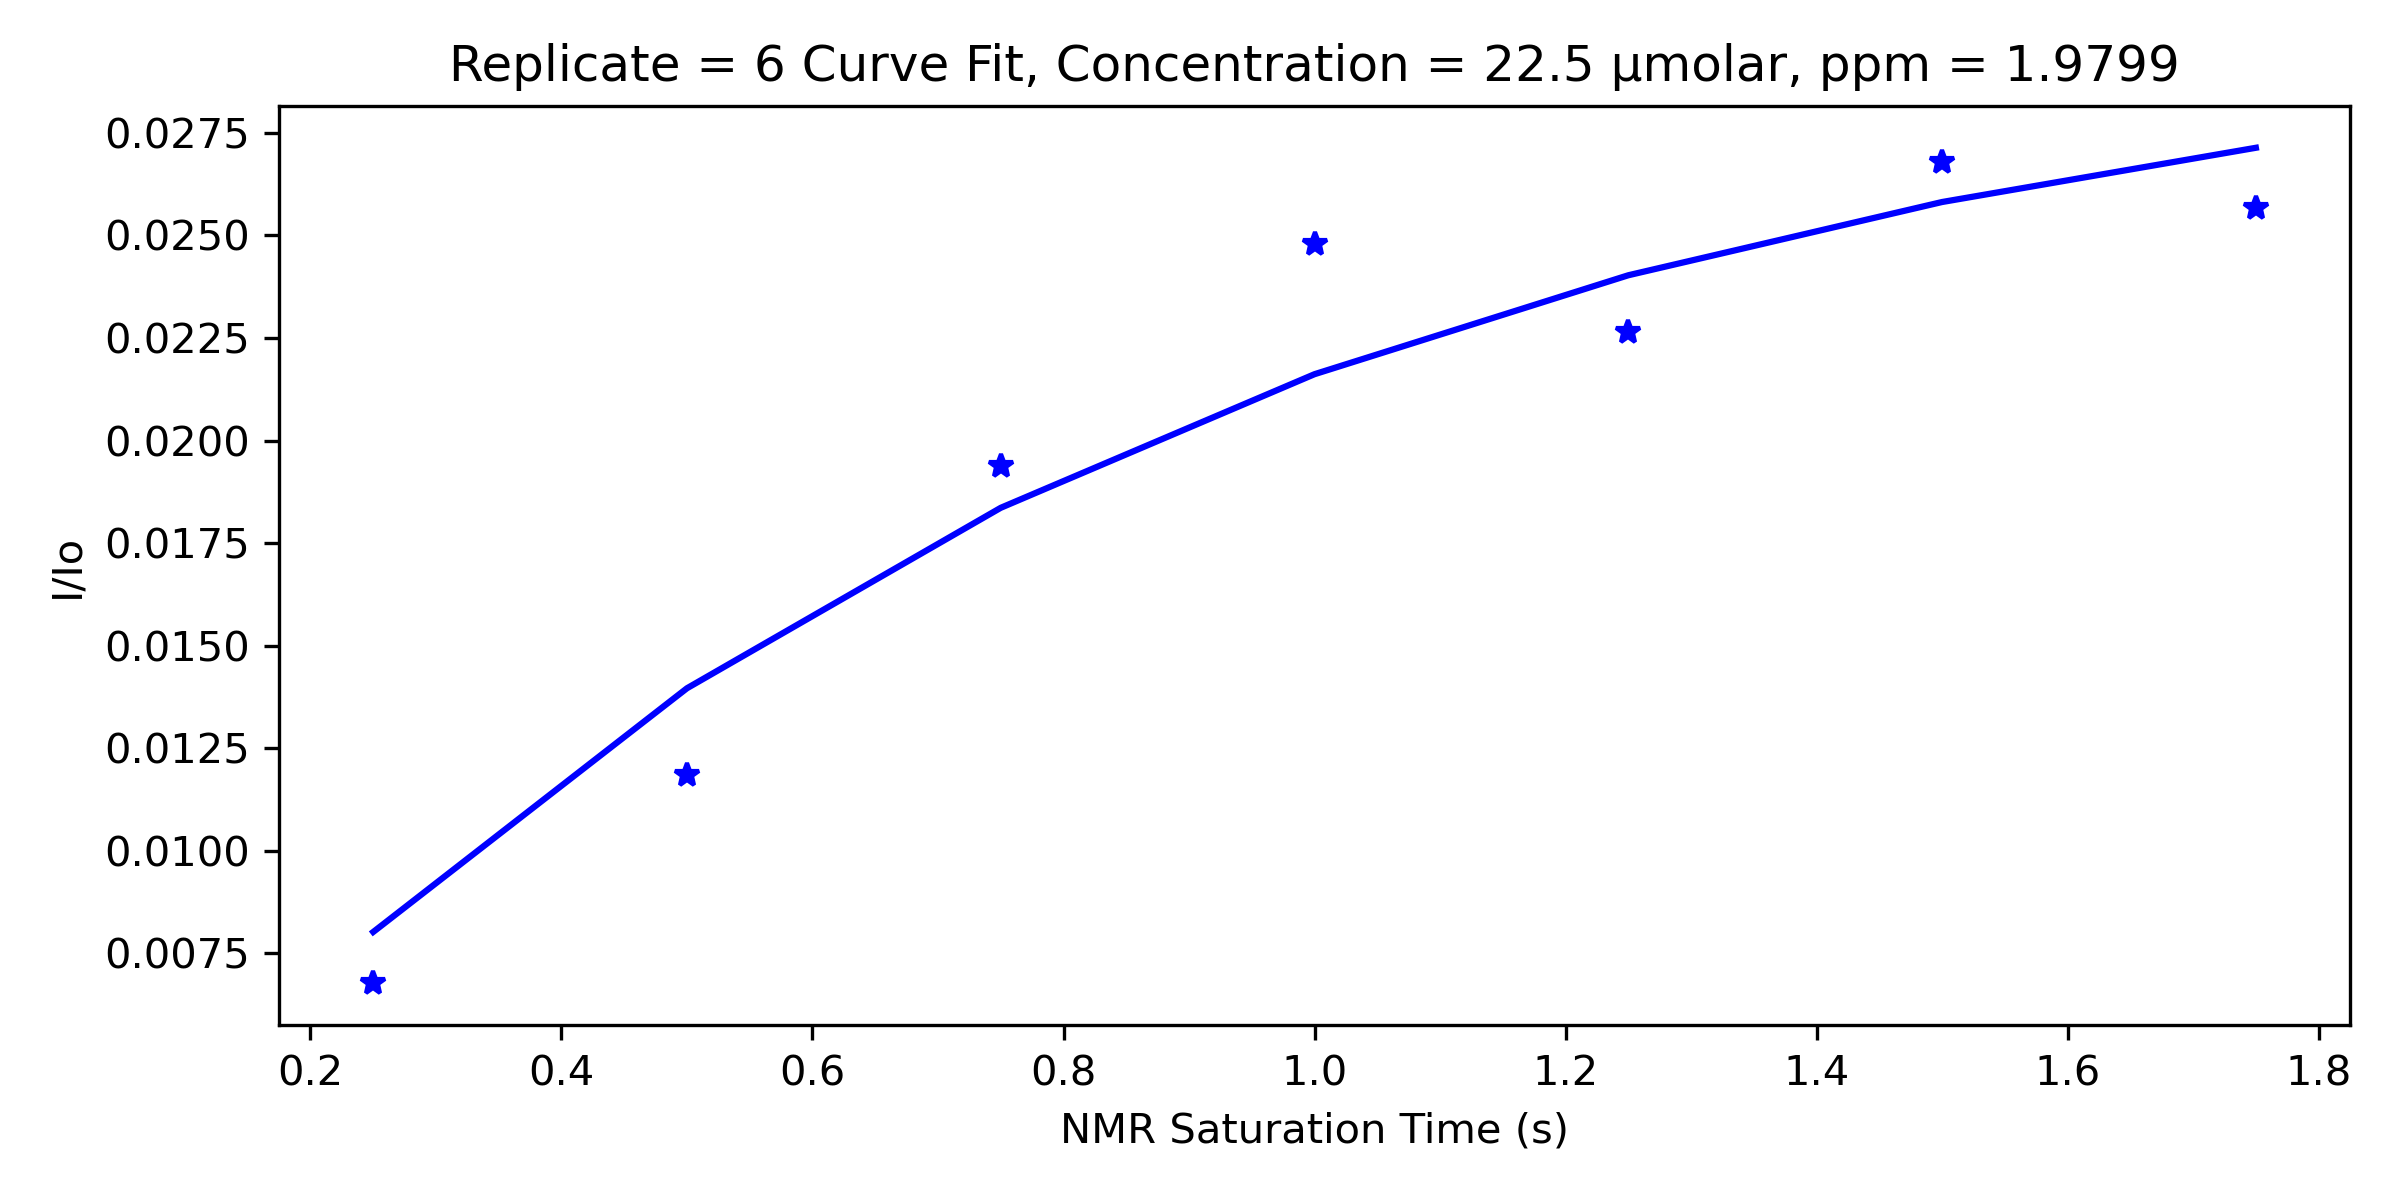 Replicate = 6 Curve Fit, Concentration = 22.5 μmolar, ppm = 1.9799
0.0275
0.0250
0.0225
0.0200
0.0175
0.0150
0.0125
0.0100
0.0075
I/Io
0.2 0.4 0.6 0.8 1.0 1.2 1.4 1.6 1.8
NMR Saturation Time (s)